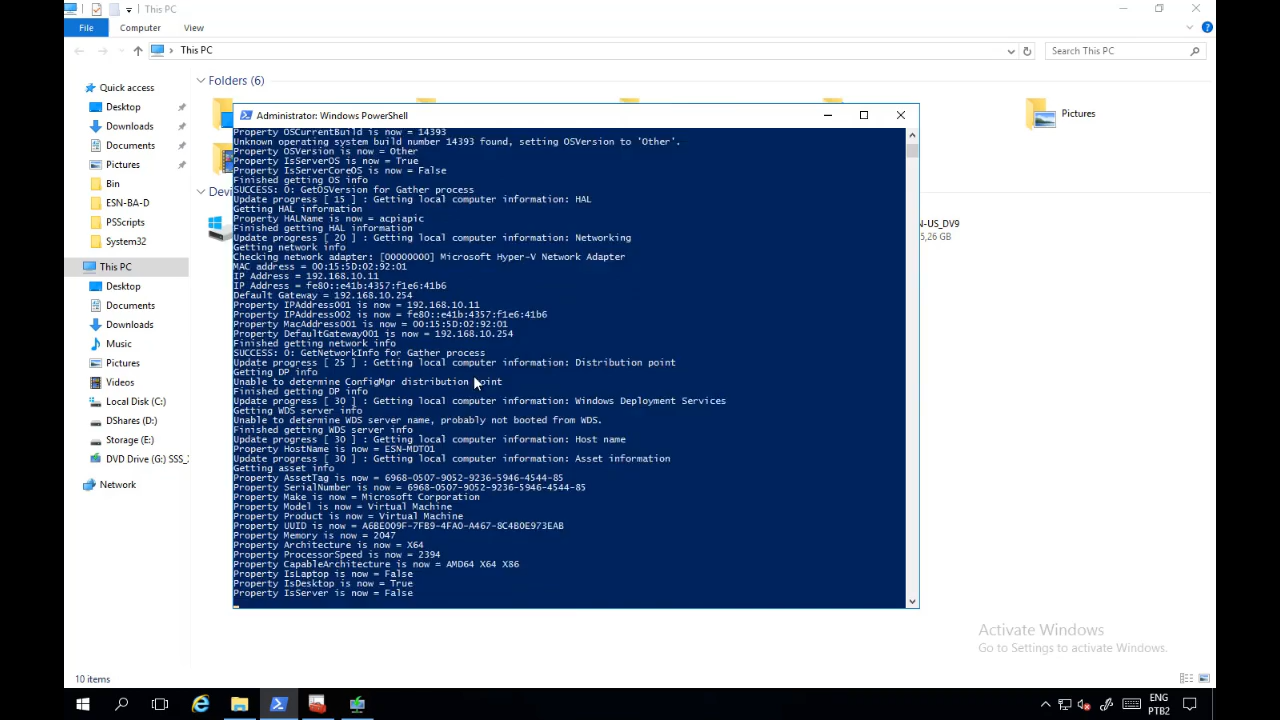 This PC
File
Computer
View
This PC
Search This PC
Quick access
Desktop
Downloads
Documents
Pictures
Bin
ESN-BA-D
PSScripts
System32
This PC
Desktop
Documents
Downloads
Music
Pictures
Videos
Local Disk (C:)
DShares (D:)
Storage (E:)
DVD Drive (G:) SSS_
Network
Folders (6)
Pictures
Devi
N-US_DV9
5,26 GB
Administrator: Windows PowerShell
Property OSCurrentBuild is now = 14393
Unknown operating system build number 14393 found, setting OSVersion to 'Other'.
Property OSVersion is now = Other
Property IsServerOS is now = True
Property IsServerCoreOS is now = False
Finished getting OS info
SUCCESS: 0: GetOSVersion for Gather process
Update progress [ 15 ] : Getting local computer information: HAL
Getting HAL information
Property HALName is now = acpiapic
Finished getting HAL information
Update progress [ 20 ] : Getting local computer information: Networking
Getting network info
Checking network adapter: [00000000] Microsoft Hyper-V Network Adapter
MAC address = 00:15:5D:02:92:01
IP Address = 192.168.10.11
IP Address = fe80::e41b:4357:f1e6:41b6
Default Gateway = 192.168.10.254
Property IPAddress001 is now = 192.168.10.11
Property IPAddress002 is now = fe80::e41b:4357:f1e6:41b6
Property MacAddress001 is now = 00:15:5D:02:92:01
Property DefaultGateway001 is now = 192.168.10.254
Finished getting network info
SUCCESS: 0: GetNetworkInfo for Gather process
Update progress [ 25 ] : Getting local computer information: Distribution point
Getting DP info
Unable to determine ConfigMgr distribution point
Finished getting DP info
Update progress [ 30 ] : Getting local computer information: Windows Deployment Services
Getting WDS server info
Unable to determine WDS server name, probably not booted from WDS.
Finished getting WDS server info
Update progress [ 30 ] : Getting local computer information: Host name
Property HostName is now = ESN-MDT01
Update progress [ 30 ] : Getting local computer information: Asset information
Getting asset info
Property AssetTag is now = 6968-0507-9052-9236-5946-4544-85
Property SerialNumber is now = 6968-0507-9052-9236-5946-4544-85
Property Make is now = Microsoft Corporation
Property Model is now = Virtual Machine
Property Product is now = Virtual Machine
Property UUID is now = A6BE009F-7FB9-4FA0-A467-8C4B0E973EAB
Property Memory is now = 2047
Property Architecture is now = X64
Property ProcessorSpeed is now = 2394
Property CapableArchitecture is now = AMD64 X64 X86
Property IsLaptop is now = False
Property IsDesktop is now = True
Property IsServer is now = False
Activate Windows
Go to Settings to activate Windows.
10 items
ENG
PTB2